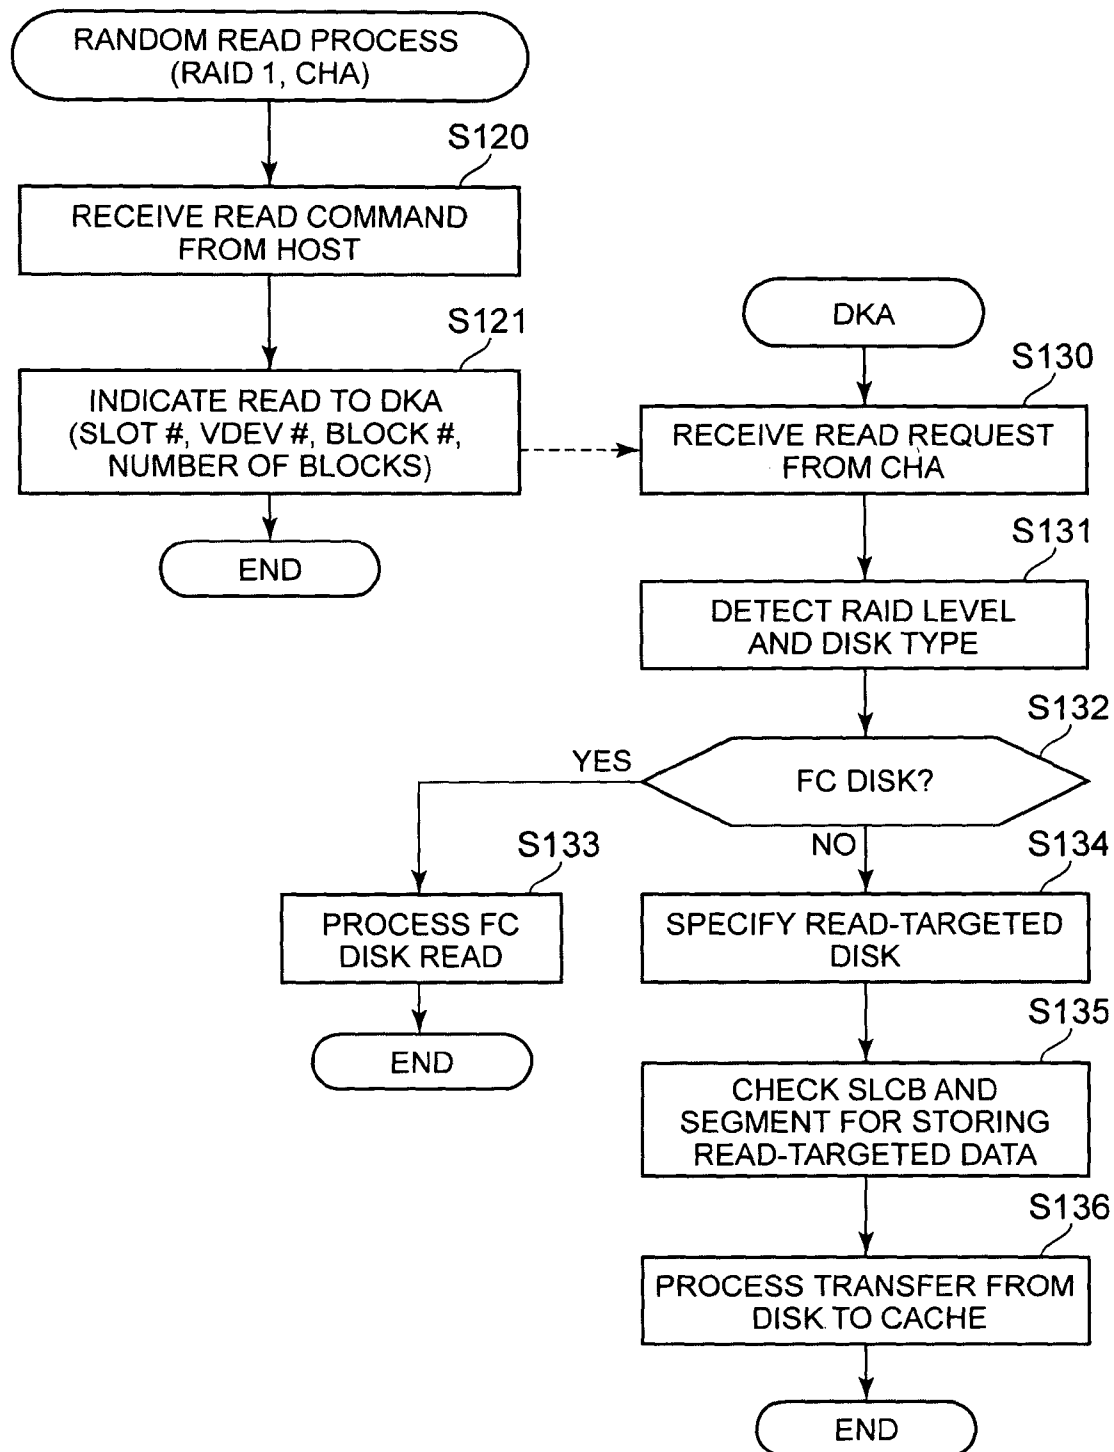 RANDOM READ PROCESS
(RAID 1, CHA)
S120
RECEIVE READ COMMAND
FROM HOST
S121
INDICATE READ TO DKA
(SLOT #, VDEV #, BLOCK #,
NUMBER OF BLOCKS)
END
DKA
S130
RECEIVE READ REQUEST
FROM CHA
S131
DETECT RAID LEVEL
AND DISK TYPE
S132
FC DISK?
YES
NO
S133
PROCESS FC
DISK READ
END
S134
SPECIFY READ-TARGETED
DISK
S135
CHECK SLCB AND
SEGMENT FOR STORING
READ-TARGETED DATA
S136
PROCESS TRANSFER FROM
DISK TO CACHE
END